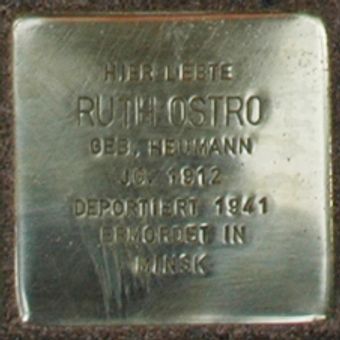 HIER LEBTE
RUTH OSTRO
GEB. HEUMANN
JG. 1912
DEPORTIERT 1941
ERMORDET IN
MINSK